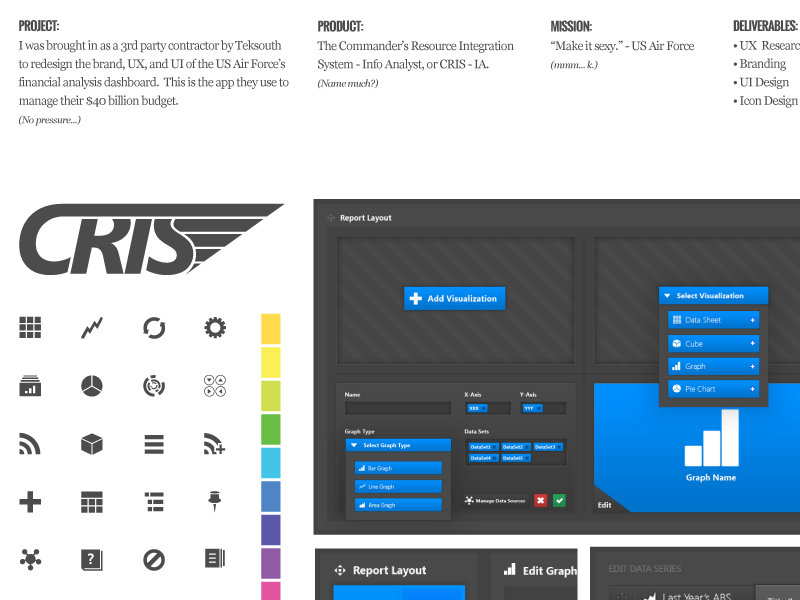 PROJECT:
I was brought in as a 3rd party contractor by Teksouth
to redesign the brand, UX, and UI of the US Air Force's
financial analysis dashboard.  This is the app they use to
manage their $40 billion budget.
(No pressure...)
PRODUCT:
The Commander's Resource Integration
System - Info Analyst, or CRIS - IA.
(Name much?)
MISSION:
"Make it sexy." - US Air Force
(mmm... k.)
DELIVERABLES:
• UX  Researc
• Branding
• UI Design
• Icon Design
CRIS
Report Layout
Add Visualization
Select Visualization
Data Sheet
Cube
Graph
Pie Chart
Name
X-Axis
Y-Axis
XXX
YYY
Graph Type
Select Graph Type
Bar Graph
Line Graph
Area Graph
Data Sets
DataSet1
DataSet2
DataSet3
DataSet4
DataSet5
Manage Data Sources
Graph Name
Edit
Report Layout
Edit Graph
EDIT DATA SERIES
Last Year's ABS